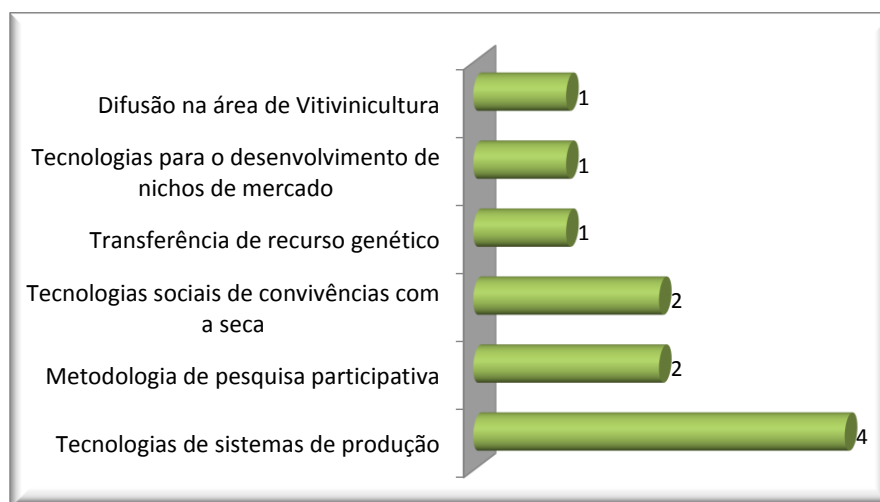 Difusão na área de Vitivinicultura
1
Tecnologias para o desenvolvimento de
nichos de mercado
1
Transferência de recurso genético
1
Tecnologias sociais de convivências com
a seca
2
Metodologia de pesquisa participativa
2
Tecnologias de sistemas de produção
4